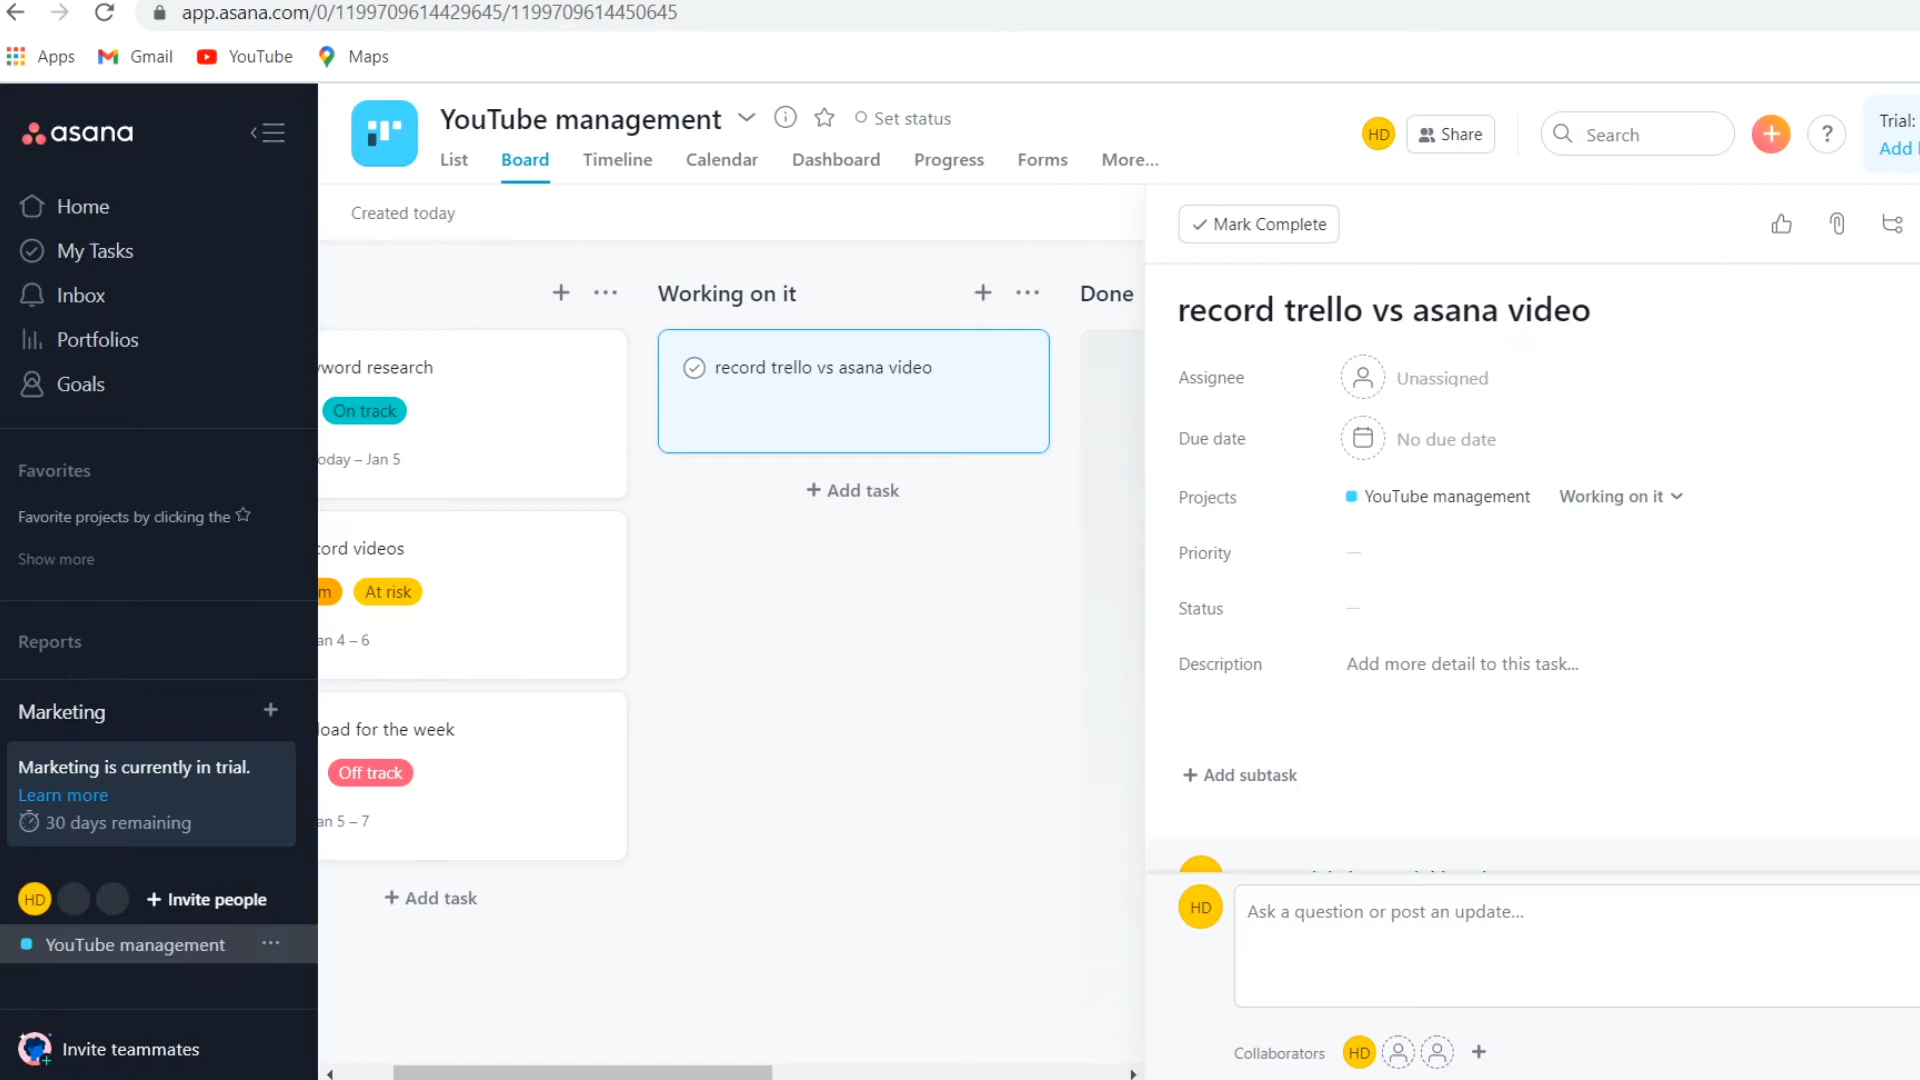 app.asana.com/0/1199709614429645/1199709614450645
Apps
Gmail
YouTube
Maps
asana
Home
My Tasks
Inbox
Portfolios
Goals
Favorites
Favorite projects by clicking the
Show more
Reports
Marketing
Marketing is currently in trial.
Learn more
30 days remaining
HD
Invite people
YouTube management
Invite teammates
YouTube management
Set status
List
Board
Timeline
Calendar
Dashboard
Progress
Forms
More...
HD
Share
Search
?
Trial:
Add
Created today
Working on it
Done
research
On track
– Jan 5
videos
At risk
4 – 6
for the week
Off track
5 – 7
+ Add task
record trello vs asana video
+ Add task
Mark Complete
record trello vs asana video
Assignee
Unassigned
Due date
No due date
Projects
YouTube management
Working on it
Priority
—
Status
—
Description
Add more detail to this task...
+ Add subtask
HD
Ask a question or post an update...
Collaborators
HD